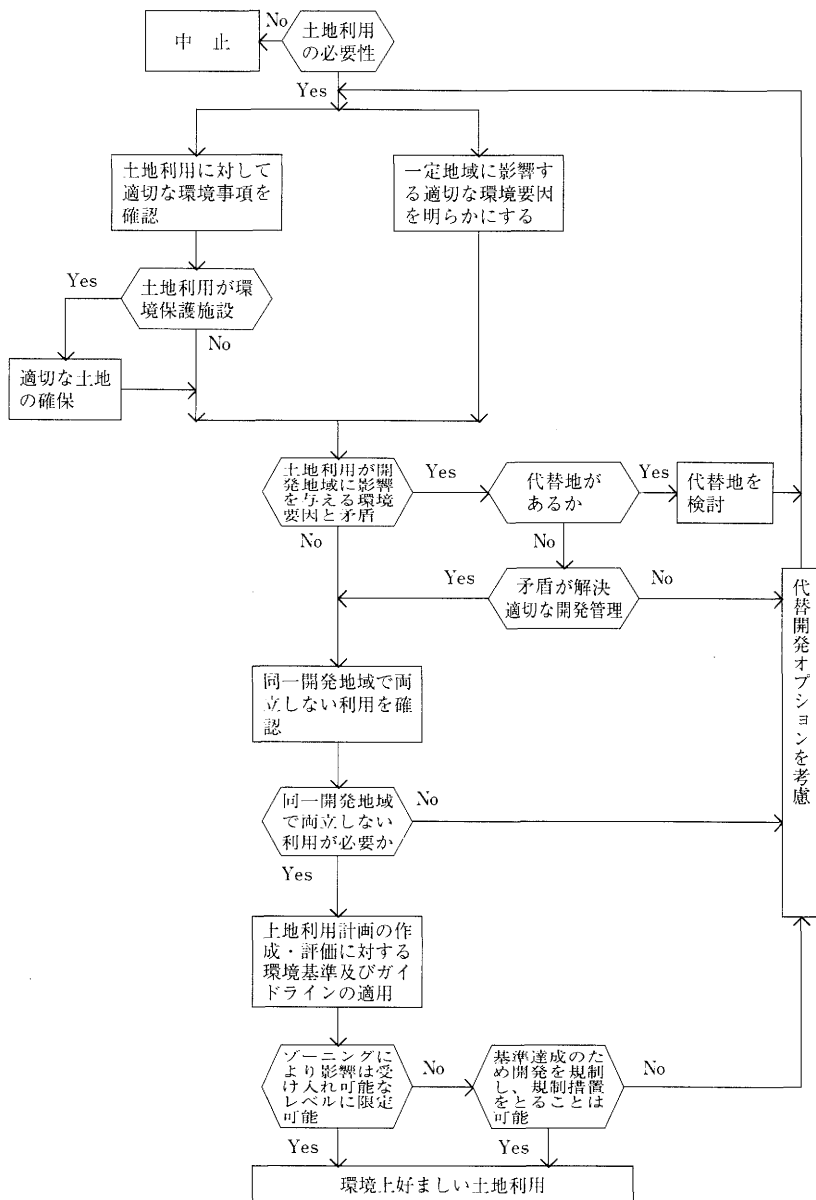 中 止
No
土地利用
の必要性
Yes
土地利用に対して
適切な環境事項を
確認
一定地域に影響す
る適切な環境要因
を明らかにする
Yes
土地利用が環
境保護施設
No
適切な土地
の確保
土地利用が開
発地域に影響
を与える環境
要因と矛盾
Yes
代替地が
あるか
Yes
代替地を
検討
No
No
Yes
矛盾が解決
適切な開発管理
No
代替開発オプションを考慮
同一開発地域で両
立しない利用を確
認
同一開発地域
で両立しない
利用が必要か
No
Yes
土地利用計画の作
成・評価に対する
環境基準及びガイ
ドラインの適用
ゾーニングに
より影響は受
け入れ可能な
レベルに限定
可能
No
基準達成のた
め開発を規制
し、規制措置
をとることは
可能
No
Yes
Yes
環境上好ましい土地利用